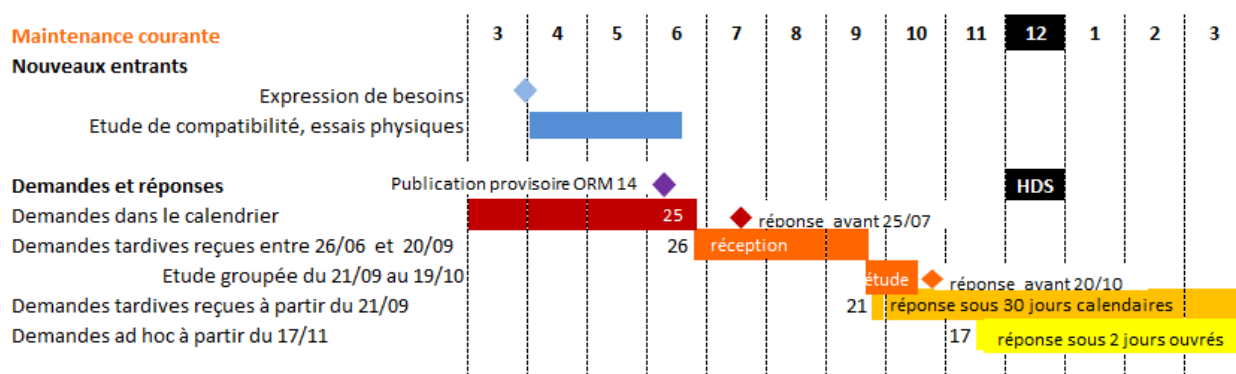 Maintenance courante 3 4 5 6 7 8 9 10 11 12 1 2 3
Nouveaux entrants
Expression de besoins
Etude de compatibilité, essais physiques
Demandes et réponses Publication provisoire ORM 14 HDS
Demandes dans le calendrier 25 réponse avant 25/07
Demandes tardives reçues entre 26/06 et 20/09 26 réception
Etude groupée du 21/09 au 19/10 étude réponse avant 20/10
Demandes tardives reçues à partir du 21/09 21 réponse sous 30 jours calendaires
Demandes ad hoc à partir du 17/11 17 réponse sous 2 jours ouvrés